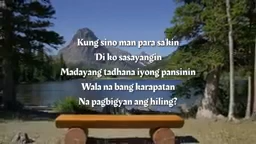 Kung sino man para sa'kin
Di ko sasayangin
Madayang tadhana iyong pansinin
Wala na bang karapatan
Na pagbigyan ang hiling?